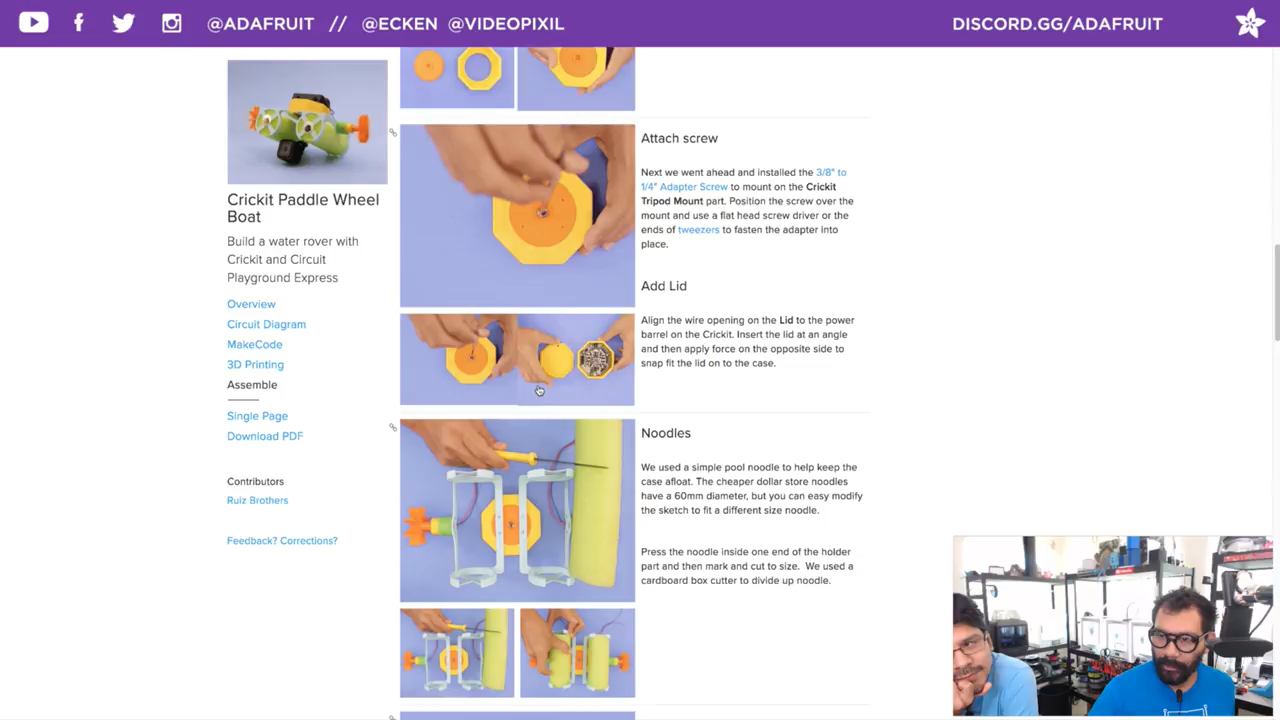 @ADAFRUIT // @ECKEN @VIDEOPIXIL
DISCORD.GG/ADAFRUIT
Crickit Paddle Wheel
Boat
Build a water rover with
Crickit and Circuit
Playground Express
Overview
Circuit Diagram
MakeCode
3D Printing
Assemble
Single Page
Download PDF
Contributors
Ruiz Brothers
Feedback? Corrections?
Attach screw
Next we went ahead and installed the 3/8" to
1/4" Adapter Screw to mount on the Crickit
Tripod Mount part. Position the screw over the
mount and use a flat head screw driver or the
ends of tweezers to fasten the adapter into
place.
Add Lid
Align the wire opening on the Lid to the power
barrel on the Crickit. Insert the lid at an angle
and then apply force on the opposite side to
snap fit the lid on to the case.
Noodles
We used a simple pool noodle to help keep the
case afloat. The cheaper dollar store noodles
have a 60mm diameter, but you can easy modify
the sketch to fit a different size noodle.
Press the noodle inside one end of the holder
part and then mark and cut to size. We used a
cardboard box cutter to divide up noodle.